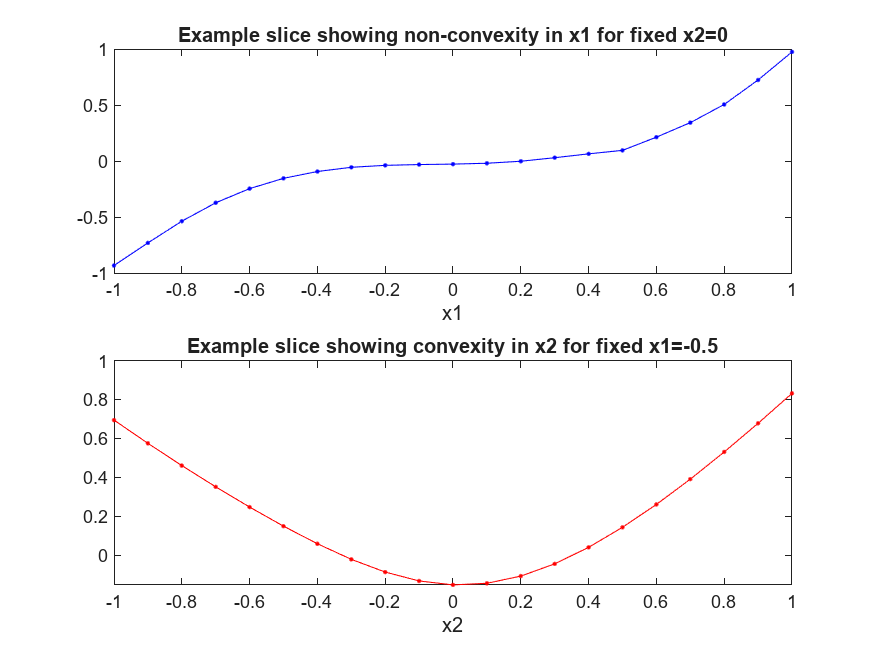 Example slice showing non-convexity in x1 for fixed x2=0
1
0.5
0
-0.5
-1
-1 -0.8 -0.6 -0.4 -0.2 0 0.2 0.4 0.6 0.8 1
x1
Example slice showing convexity in x2 for fixed x1=-0.5
1
0.8
0.6
0.4
0.2
0
-1 -0.8 -0.6 -0.4 -0.2 0 0.2 0.4 0.6 0.8 1
x2